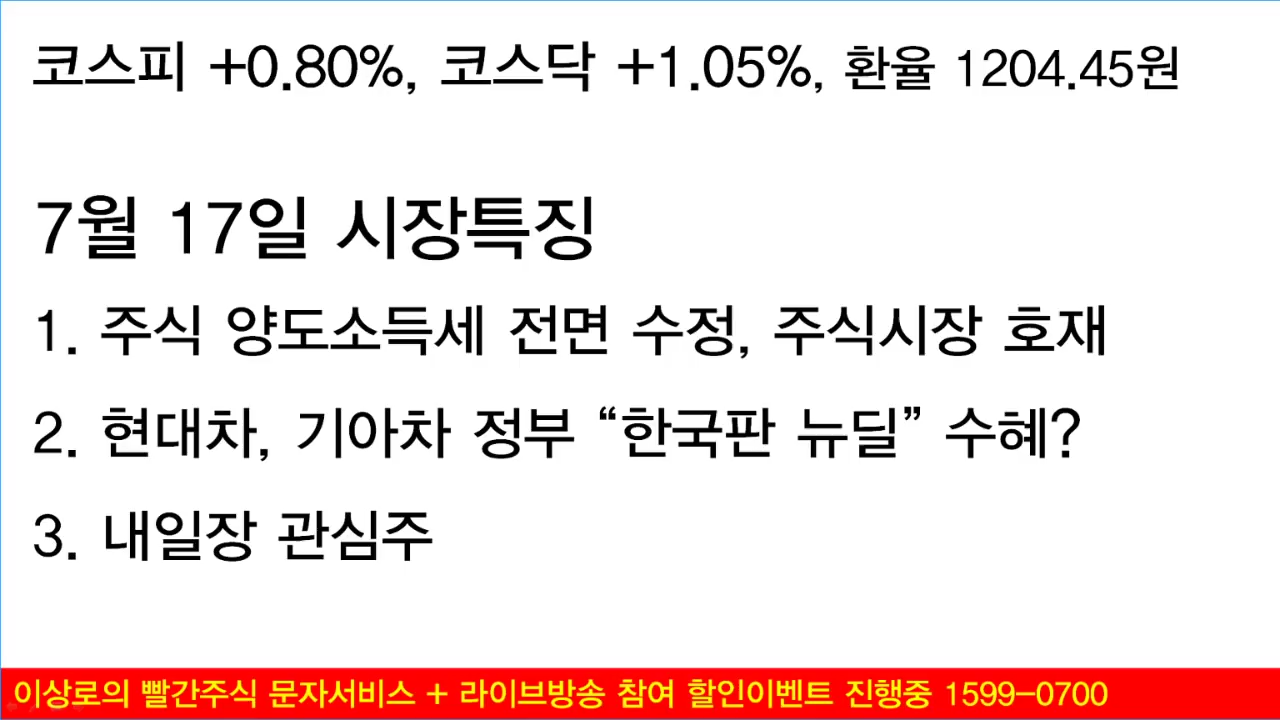 코스피 +0.80%, 코스닥 +1.05%, 환율 1204.45원
7월 17일 시장특징
1. 주식 양도소득세 전면 수정, 주식시장 호재
2. 현대차, 기아차 정부 “한국판 뉴딜” 수혜?
3. 내일장 관심주
이상로의 빨간주식 문자서비스 + 라이브방송 참여 할인이벤트 진행중 1599-0700